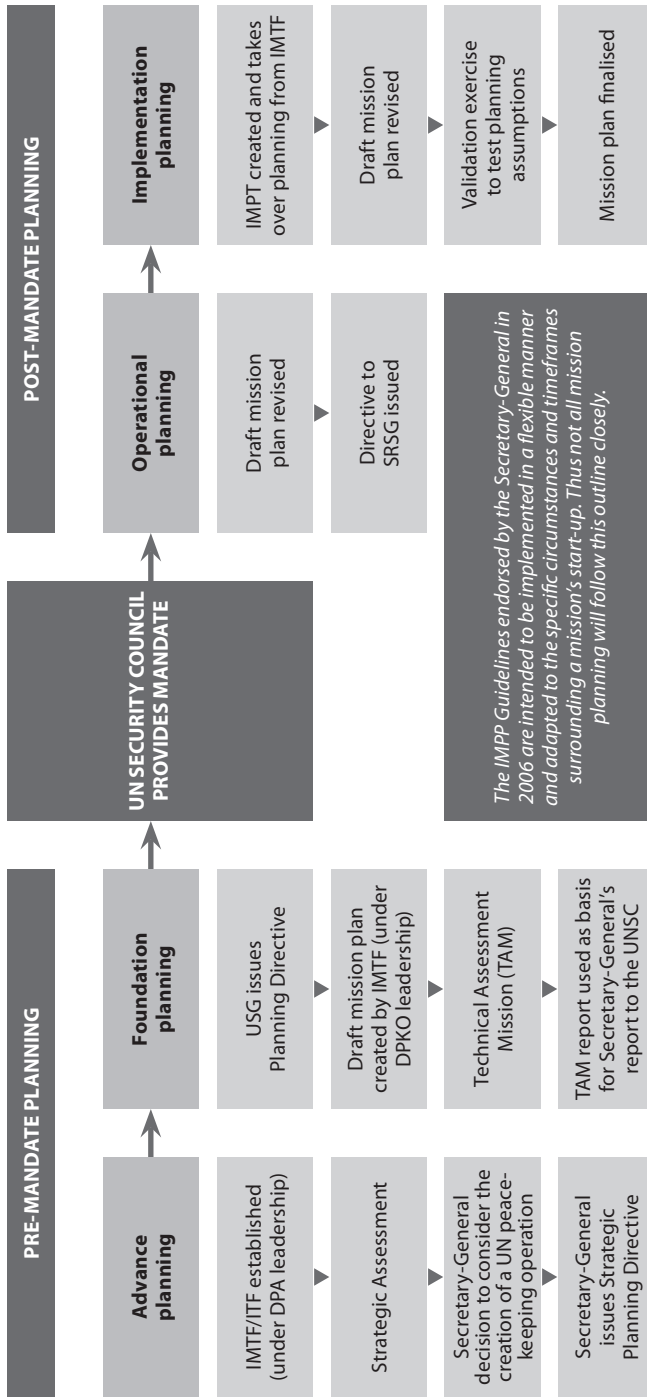 PRE-MANDATE PLANNING
Advance
planning
IMTF/ITF established
(under DPA leadership)
Strategic Assessment
Secretary-General
decision to consider the
creation of a UN peace-
keeping operation
Secretary-General
issues Strategic
Planning Directive
Foundation
planning
USG issues
Planning Directive
Draft mission plan
created by IMTF (under
DPKO leadership)
Technical Assessment
Mission (TAM)
TAM report used as basis
for Secretary-General's
report to the UNSC
UN SECURITY COUNCIL
PROVIDES MANDATE
POST-MANDATE PLANNING
Operational
planning
Draft mission
plan revised
Directive to
SRSG issued
Implementation
planning
IMPT created and takes
over planning from IMTF
Draft mission
plan revised
Validation exercise
to test planning
assumptions
Mission plan finalised
The IMPP Guidelines endorsed by the Secretary-General in
2006 are intended to be implemented in a flexible manner
and adapted to the specific circumstances and timeframes
surrounding a mission's start-up. Thus not all mission
planning will follow this outline closely.